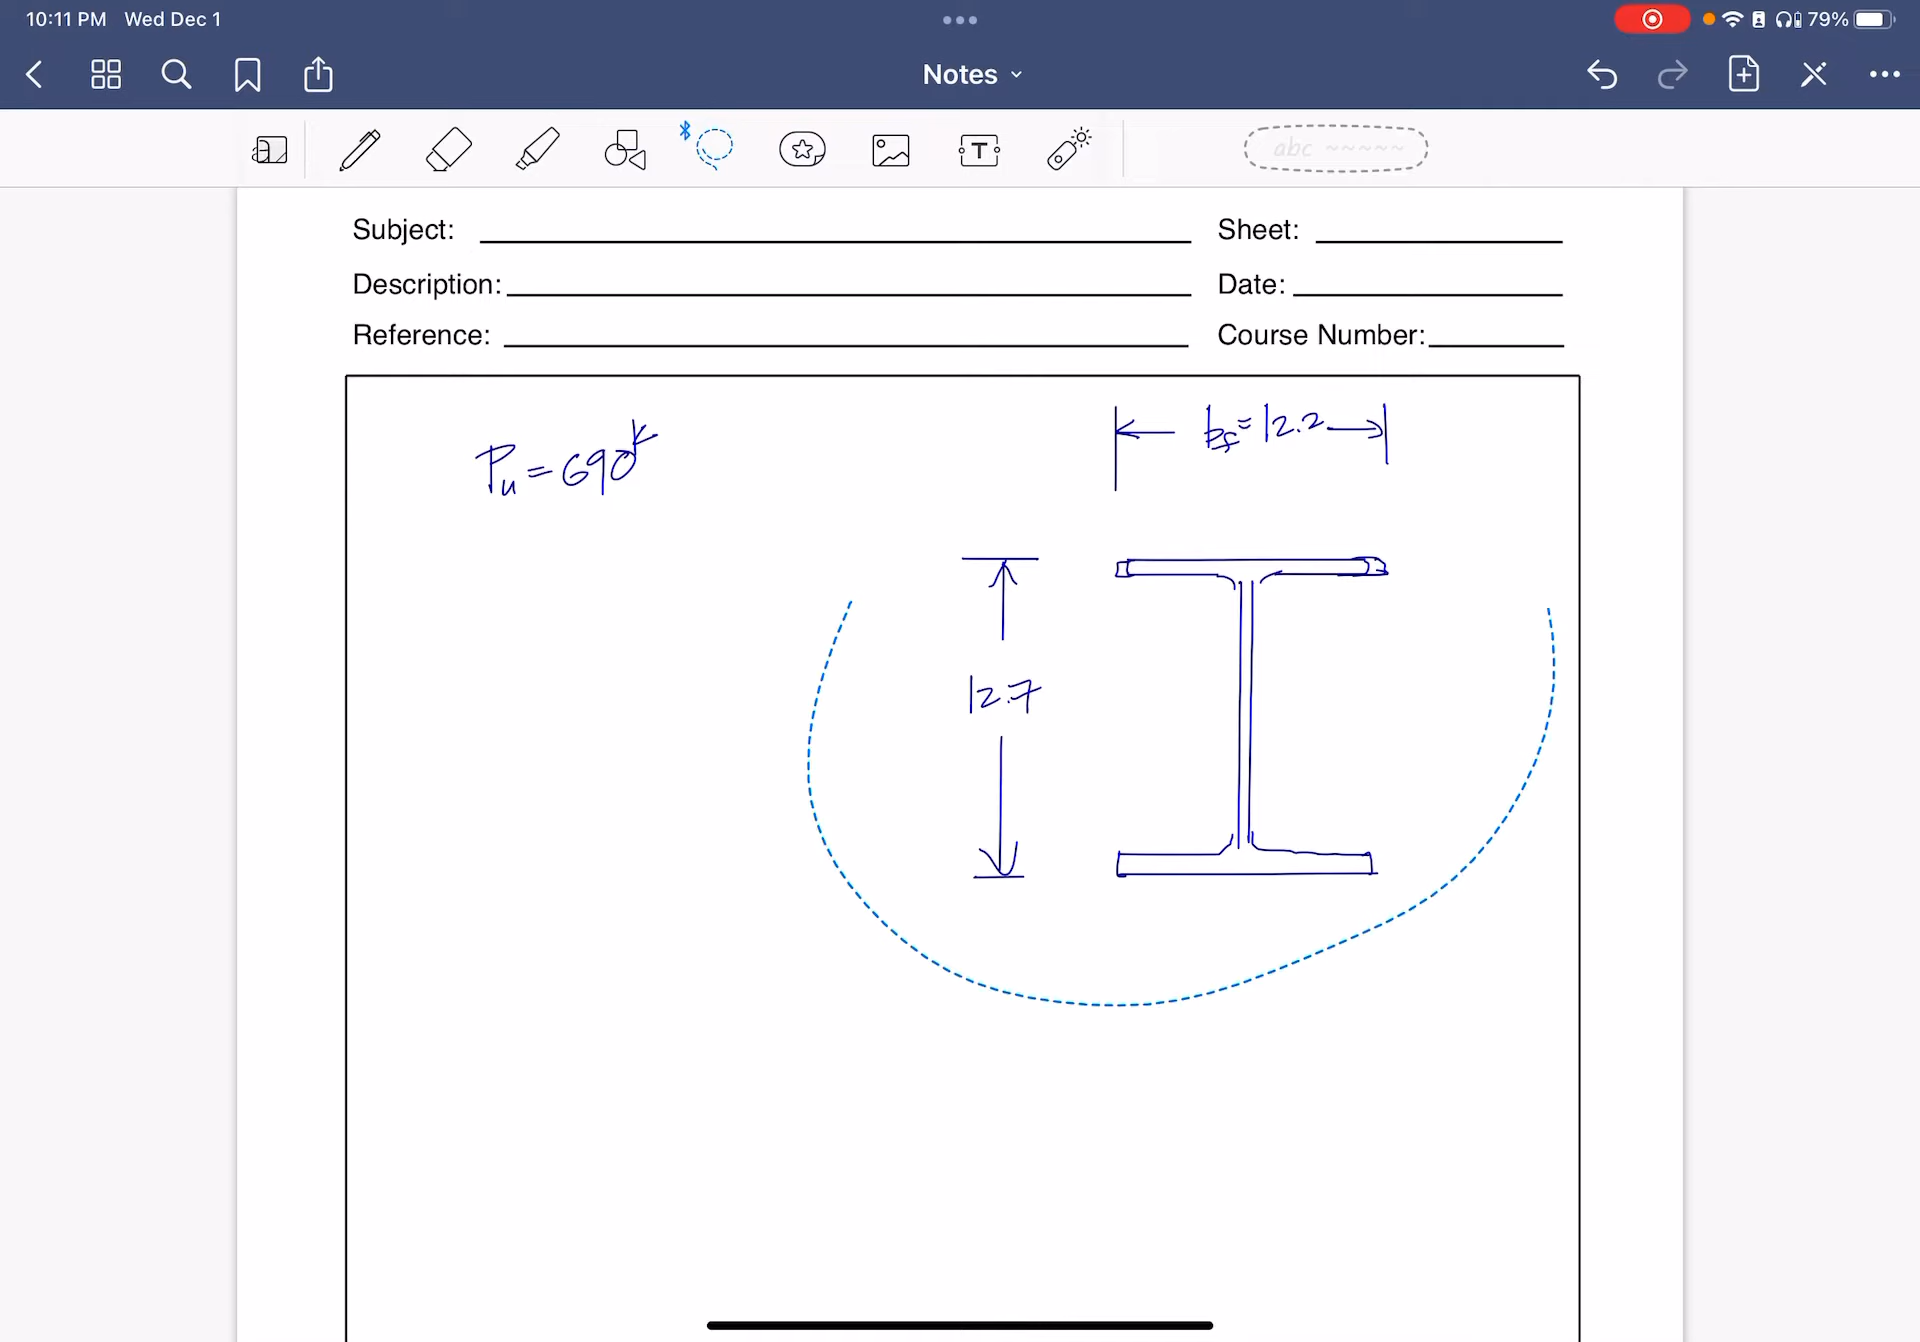 10:11 PM Wed Dec 1
79%
Notes
T
abc
Subject:
Sheet:
Description:
Date:
Reference:
Course Number:
Pu = 690k
bf = 12.2
12.7